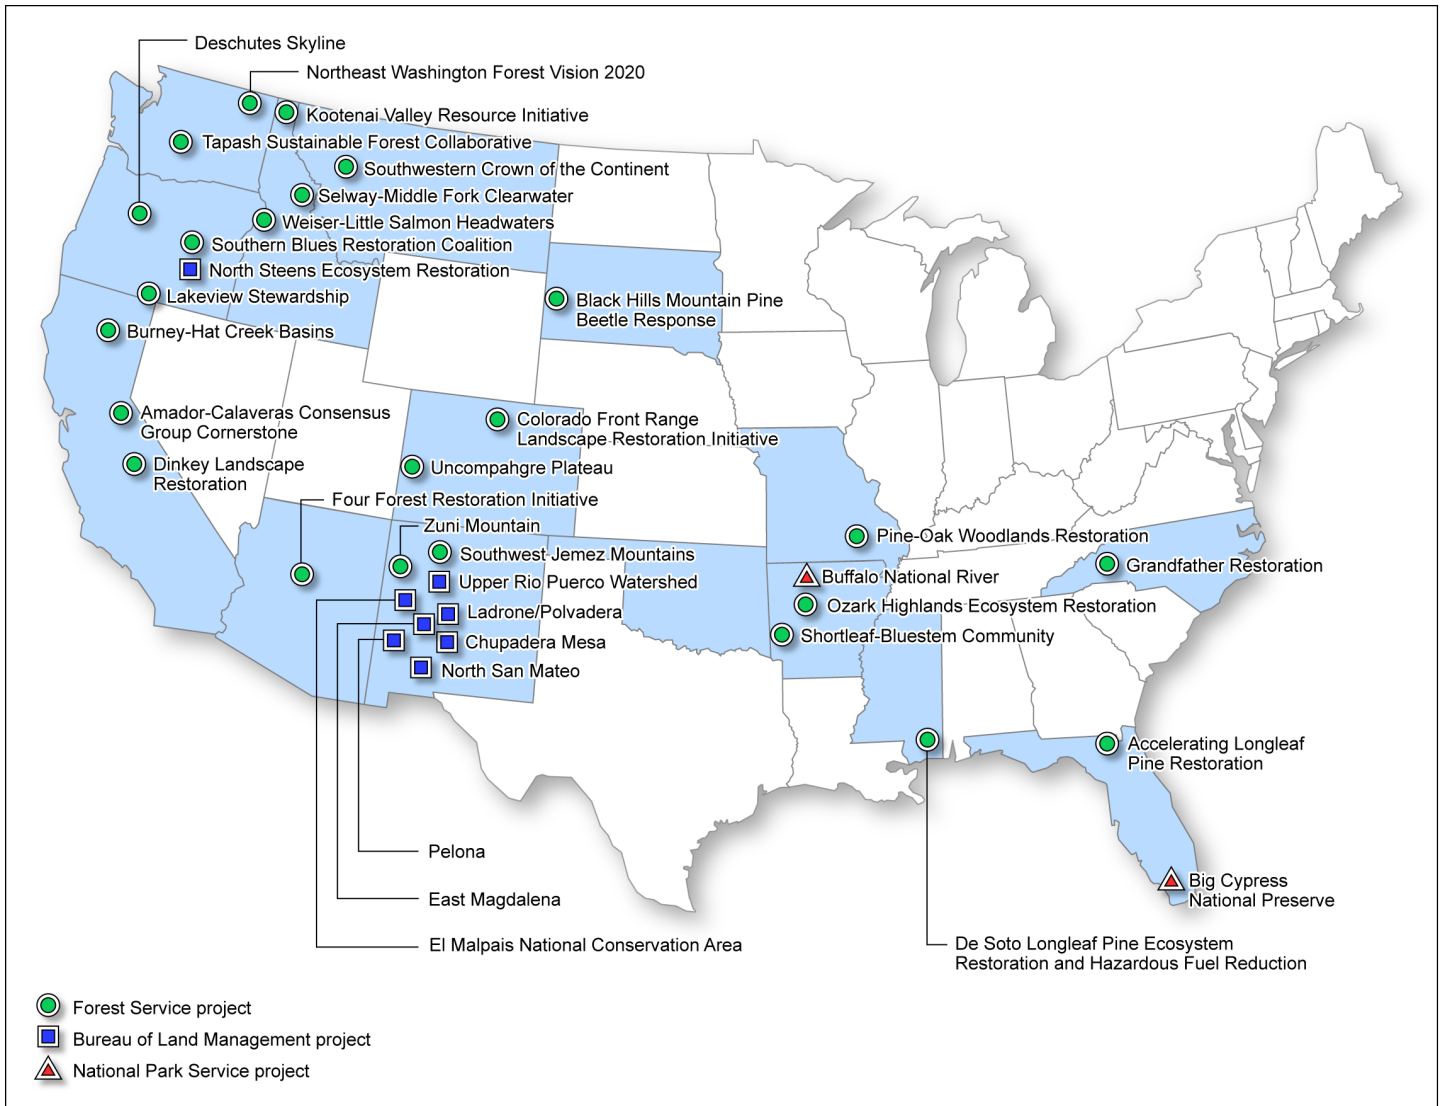 Deschutes Skyline
Northeast Washington Forest Vision 2020
Kootenai Valley Resource Initiative
Tapash Sustainable Forest Collaborative
Southwestern Crown of the Continent
Selway-Middle Fork Clearwater
Weiser-Little Salmon Headwaters
Southern Blues Restoration Coalition
North Steens Ecosystem Restoration
Lakeview Stewardship
Black Hills Mountain Pine
Beetle Response
Burney-Hat Creek Basins
Amador-Calaveras Consensus
Group Cornerstone
Colorado Front Range
Landscape Restoration Initiative
Dinkey Landscape
Restoration
Uncompahgre Plateau
Four Forest Restoration Initiative
Zuni Mountain
Southwest Jemez Mountains
Pine-Oak Woodlands Restoration
Grandfather Restoration
Upper Rio Puerco Watershed
Buffalo National River
Ladrone/Polvadera
Ozark Highlands Ecosystem Restoration
Chupadera Mesa
Shortleaf-Bluestem Community
North San Mateo
Accelerating Longleaf
Pine Restoration
Pelona
East Magdalena
Big Cypress
National Preserve
El Malpais National Conservation Area
De Soto Longleaf Pine Ecosystem
Restoration and Hazardous Fuel Reduction
Forest Service project
Bureau of Land Management project
National Park Service project